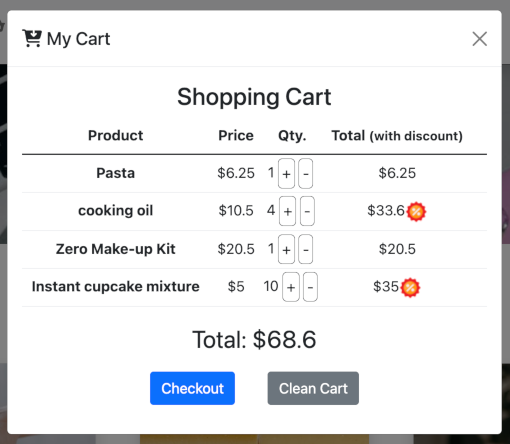 My Cart
Shopping Cart
Product Price Qty. Total (with discount)
Pasta $6.25 1 + - $6.25
cooking oil $10.5 4 + - $33.6
Zero Make-up Kit $20.5 1 + - $20.5
Instant cupcake mixture $5 10 + - $35
Total: $68.6
Checkout Clean Cart